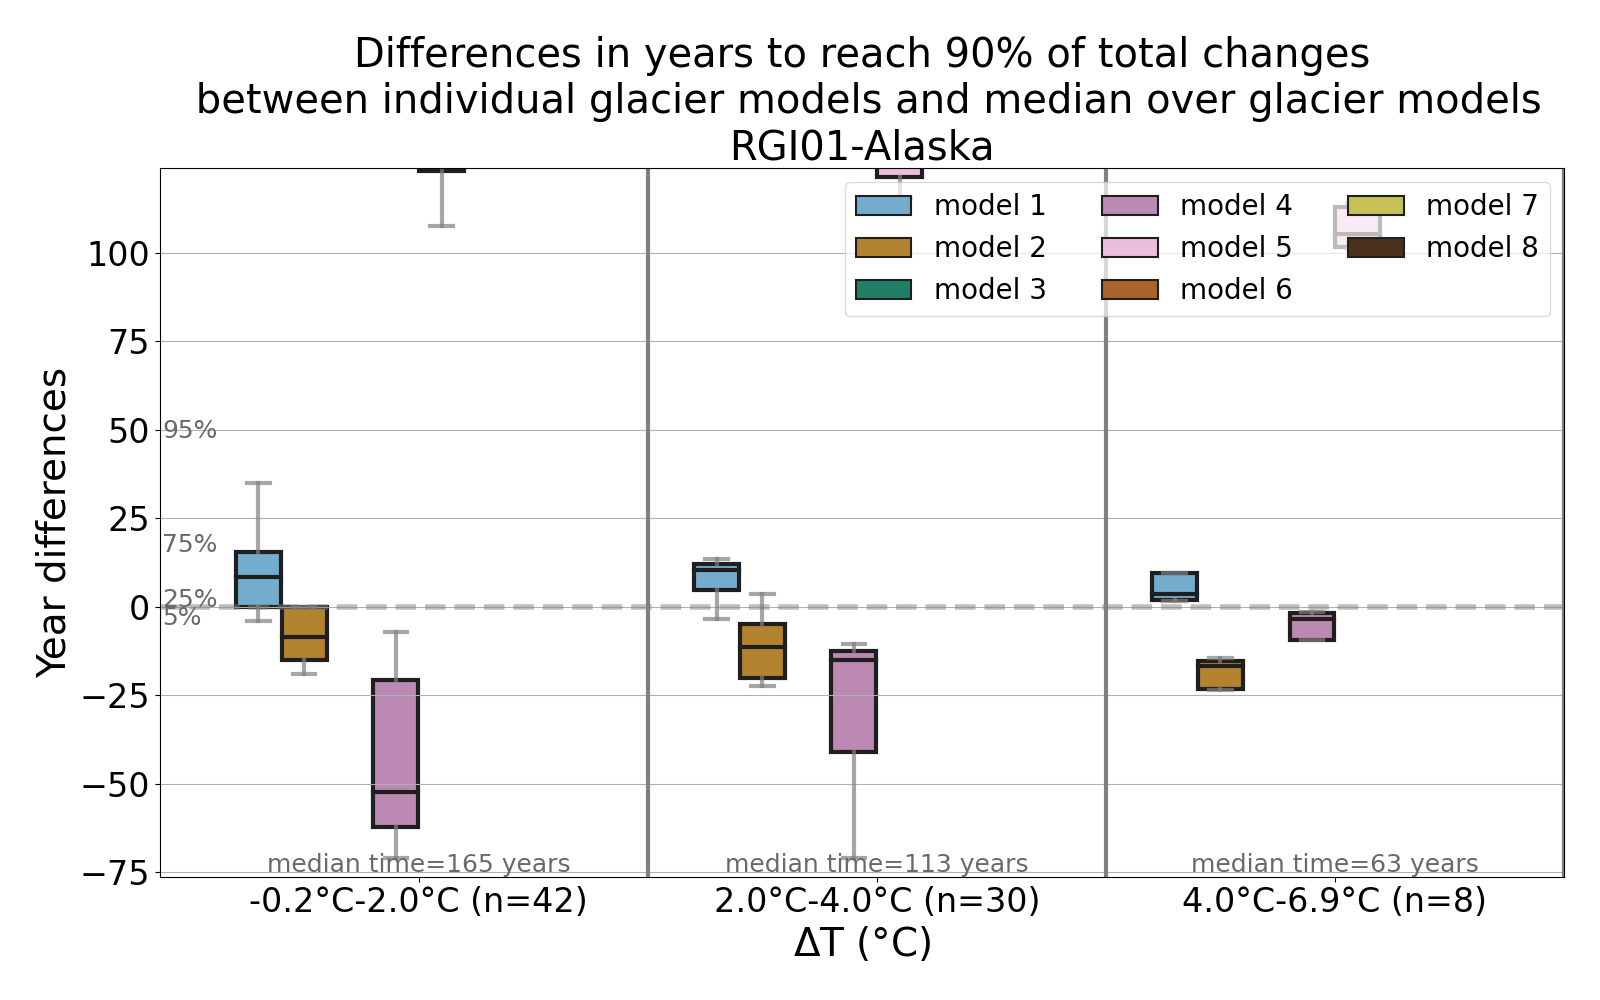 Differences in years to reach 90% of total changes
between individual glacier models and median over glacier models
RGI01-Alaska
Year differences
100
75
50
25
0
−25
−50
−75
95%
75%
25%
5%
model 1
model 2
model 3
model 4
model 5
model 6
model 7
model 8
median time=165 years
median time=113 years
median time=63 years
-0.2°C-2.0°C (n=42)
2.0°C-4.0°C (n=30)
4.0°C-6.9°C (n=8)
ΔT (°C)